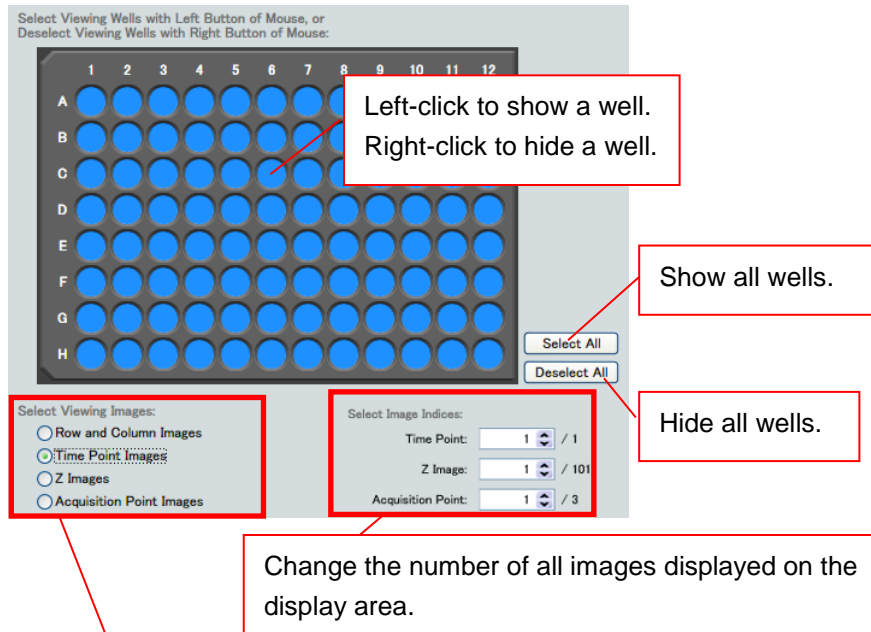 Select Viewing Wells with Left Button of Mouse, or
Deselect Viewing Wells with Right Button of Mouse:
1 2 3 4 5 6 7 8 9 10 11 12
A
B
C
D
E
F
G
H
Left-click to show a well.
Right-click to hide a well.
Show all wells.
Select All
Deselect All
Hide all wells.
Select Viewing Images:
Row and Column Images
Time Point Images
Z Images
Acquisition Point Images
Select Image Indices:
Time Point: 1 / 1
Z Image: 1 / 101
Acquisition Point: 1 / 3
Change the number of all images displayed on the
display area.